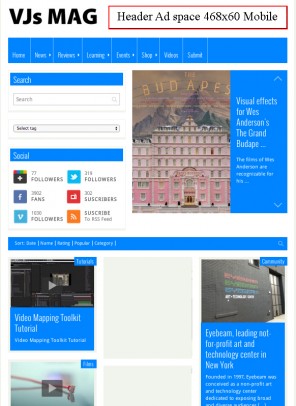 VJs MAG
Header Ad space 468x60 Mobile
Home News Reviews Learning Events Shop Videos Submit
Search
Search
Select tag
Social
77
FOLLOWERS
219
FOLLOWERS
3902
FANS
302
SUSCRIBERS
1030
FOLLOWERS
SUSCRIBE
To RSS Feed
THE
BUDAPES
Visual effects
for Wes
Anderson's
The Grand
Budape ...
The films of Wes
Anderson are
recognizable for
his ...
Sort: Date | Name | Rating | Popular | Category |
Tutorials
Video Mapping Toolkit
Tutorial
Video Mapping Toolkit Tutorial
Films
Community
Eyebeam, leading not-
for-profit art and
technology center in
New York
Founded in 1997, Eyebeam was
conceived as a non-profit art
and technology center
dedicated to exposing broad
and diverse audiences [...]